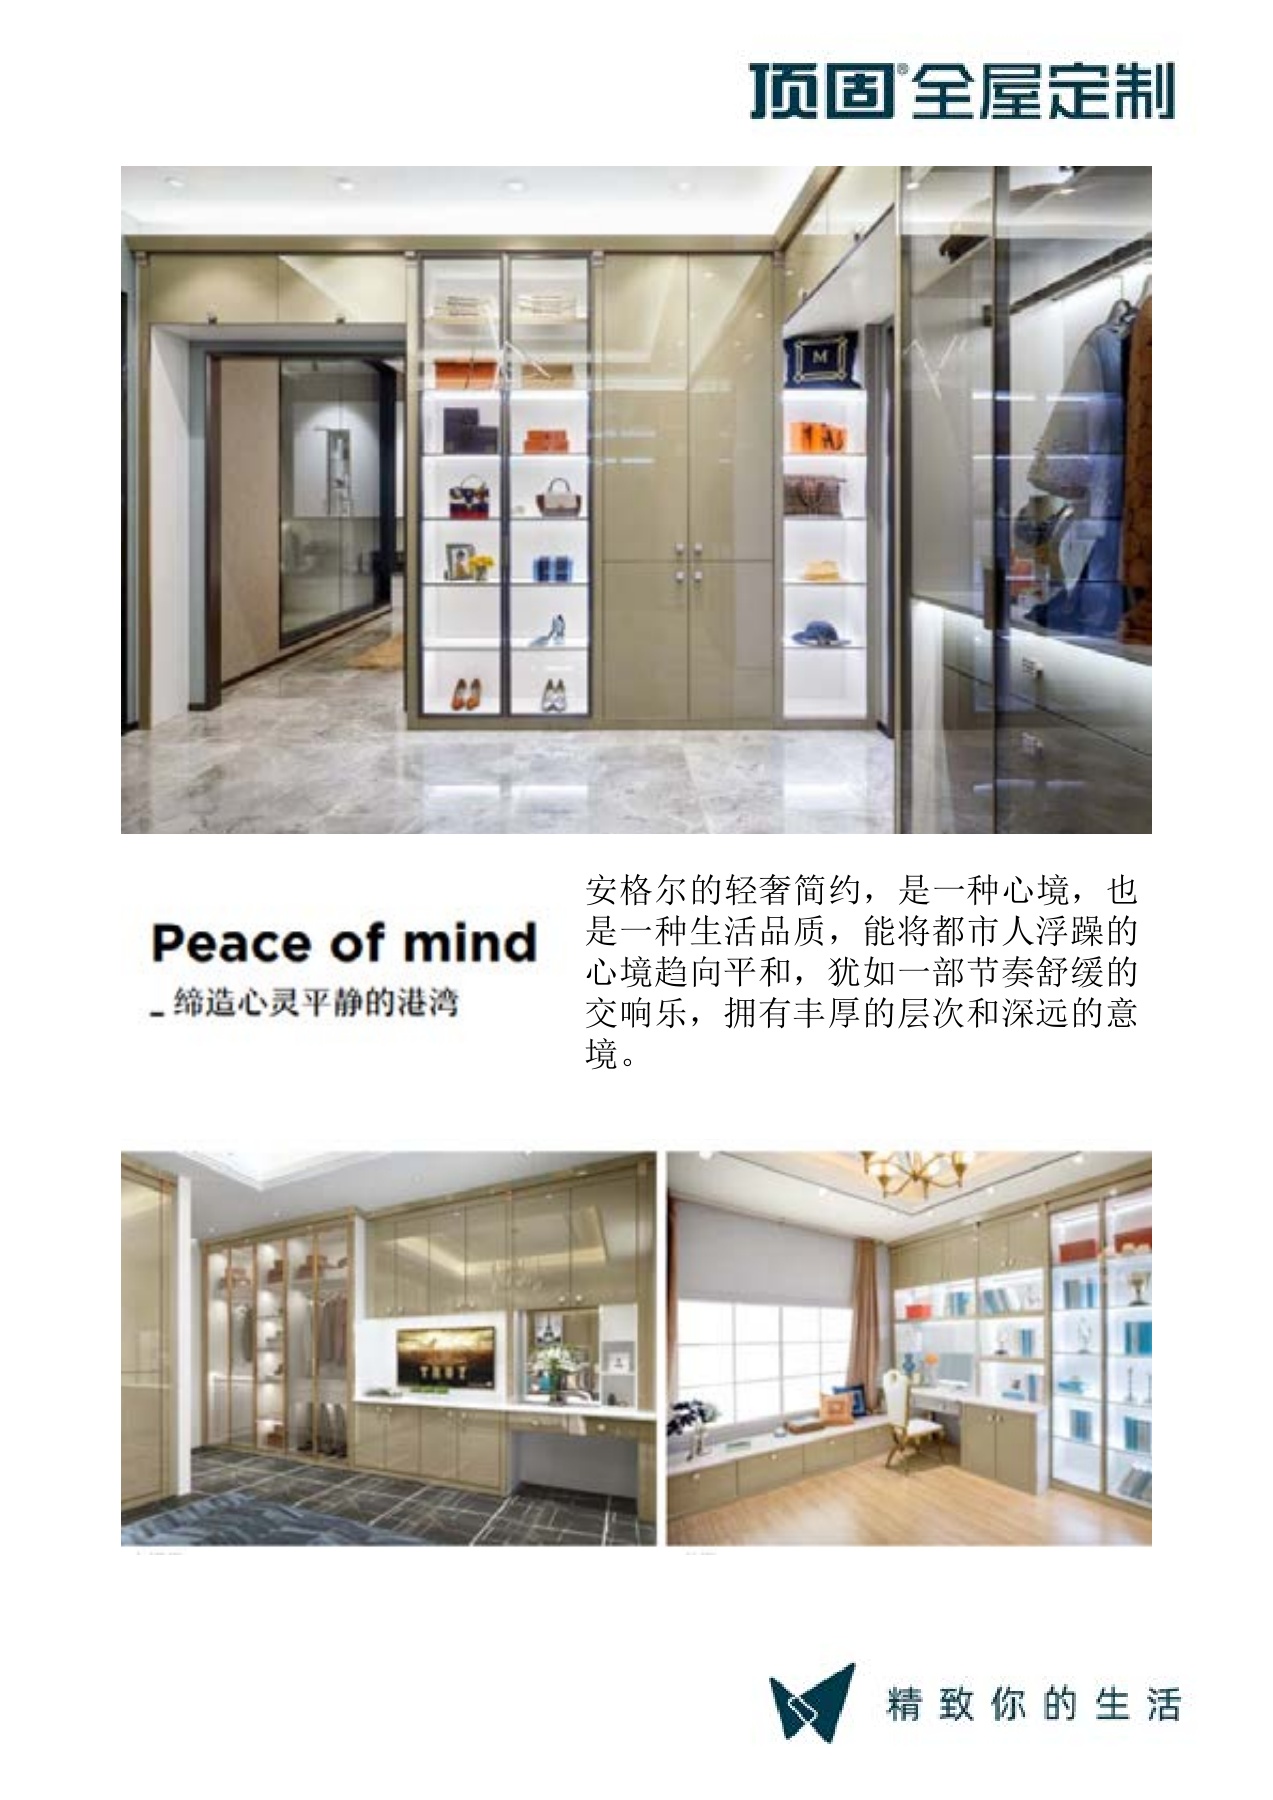 顶固®全屋定制
M
Peace of mind
_ 缔造心灵平静的港湾
安格尔的轻奢简约，是一种心境，也
是一种生活品质，能将都市人浮躁的
心境趋向平和，犹如一部节奏舒缓的
交响乐，拥有丰厚的层次和深远的意
境。
精致你的生活